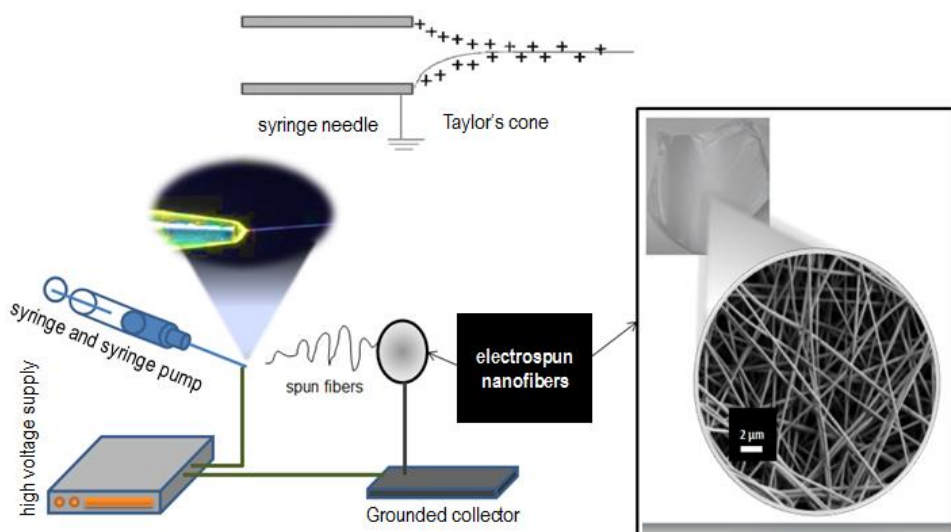 syringe needle
Taylor's cone
syringe and syringe pump
high voltage supply
spun fibers
electrospun
nanofibers
Grounded collector
2 µm